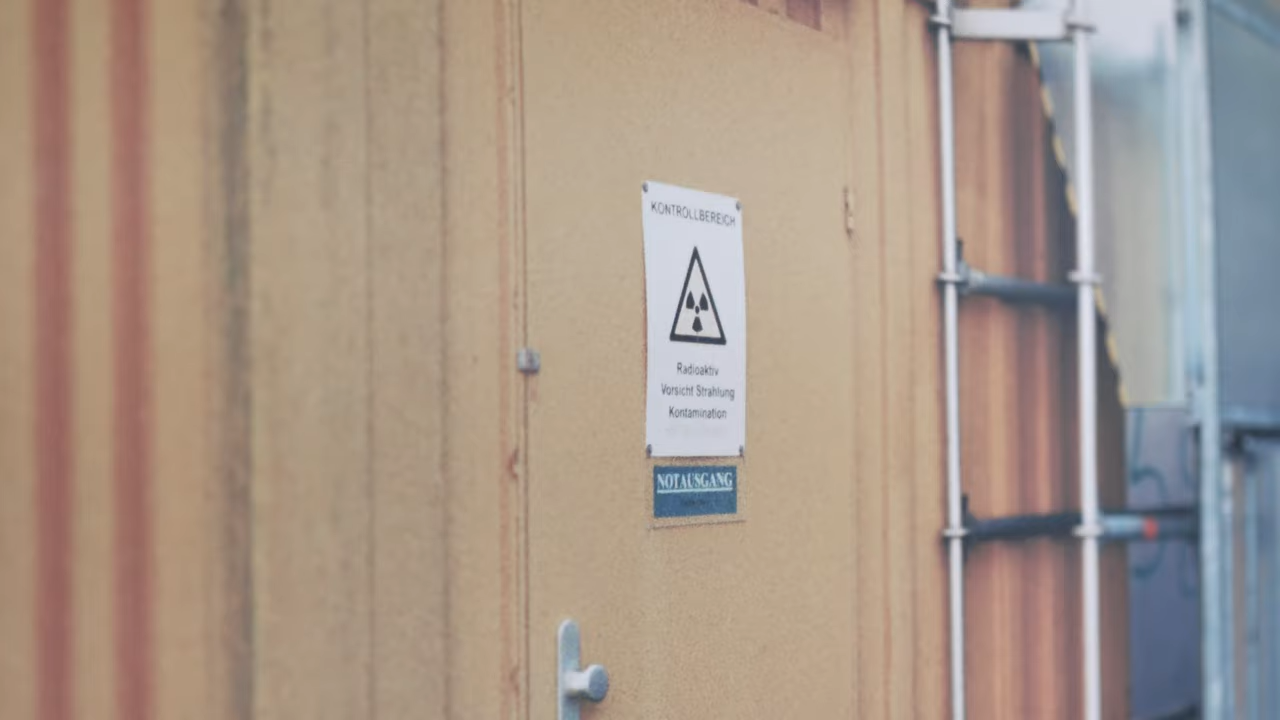 KONTROLLBEREICH
Radioaktiv
Vorsicht Strahlung
Kontamination
NOTAUSGANG